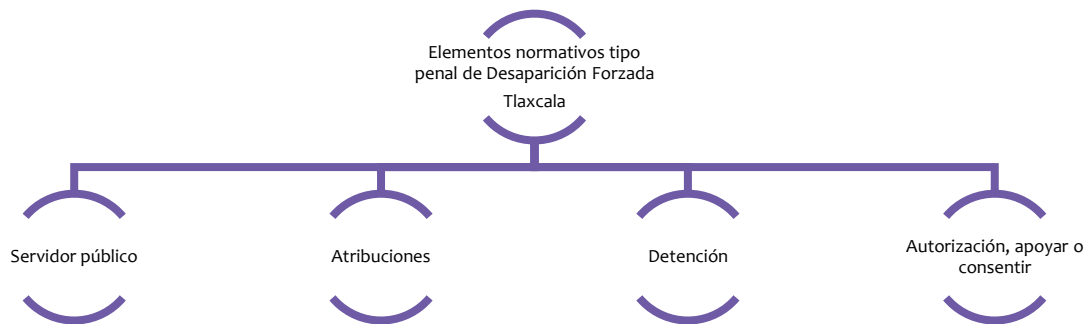 Elementos normativos tipo
penal de Desaparición Forzada
Tlaxcala
Servidor público
Atribuciones
Detención
Autorización, apoyar o
consentir